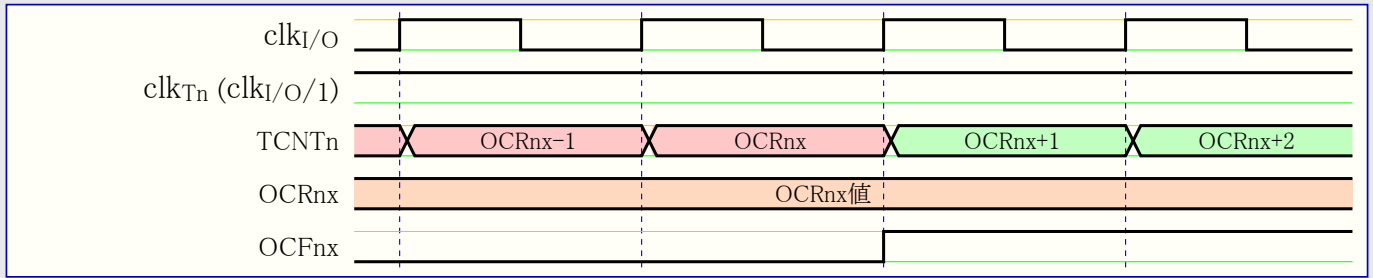 clkI/O
clkTn (clkI/O/1)
TCNTn OCRnx-1 OCRnx OCRnx+1 OCRnx+2
OCRnx OCRnx値
OCFnx